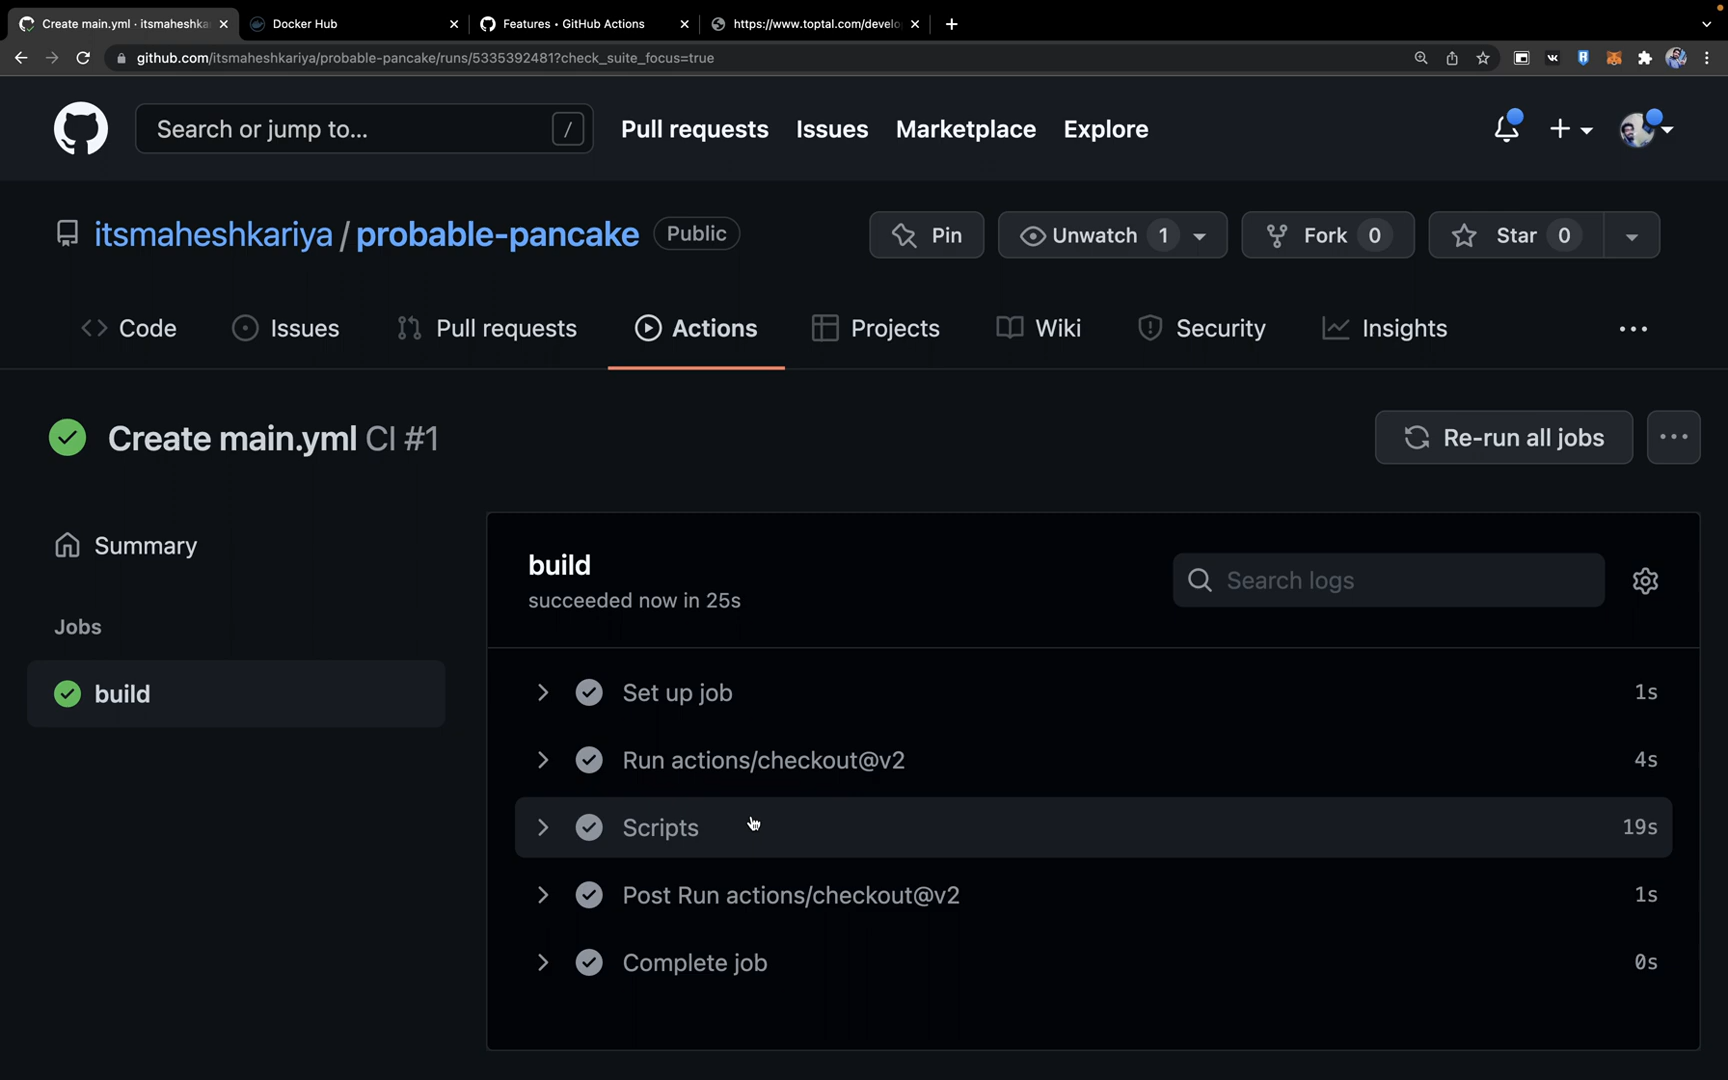 Create main.yml · itsmaheshka
Docker Hub
Features • GitHub Actions
https://www.toptal.com/develo
github.com/itsmaheshkariya/probable-pancake/runs/5335392481?check_suite_focus=true
Search or jump to... /
Pull requests Issues Marketplace Explore
itsmaheshkariya / probable-pancake Public
Pin
Unwatch 1
Fork 0
Star 0
Code Issues Pull requests Actions Projects Wiki Security Insights
Create main.yml CI #1
Re-run all jobs
Summary
Jobs
build
build
succeeded now in 25s
Search logs
Set up job 1s
Run actions/checkout@v2 4s
Scripts 19s
Post Run actions/checkout@v2 1s
Complete job 0s